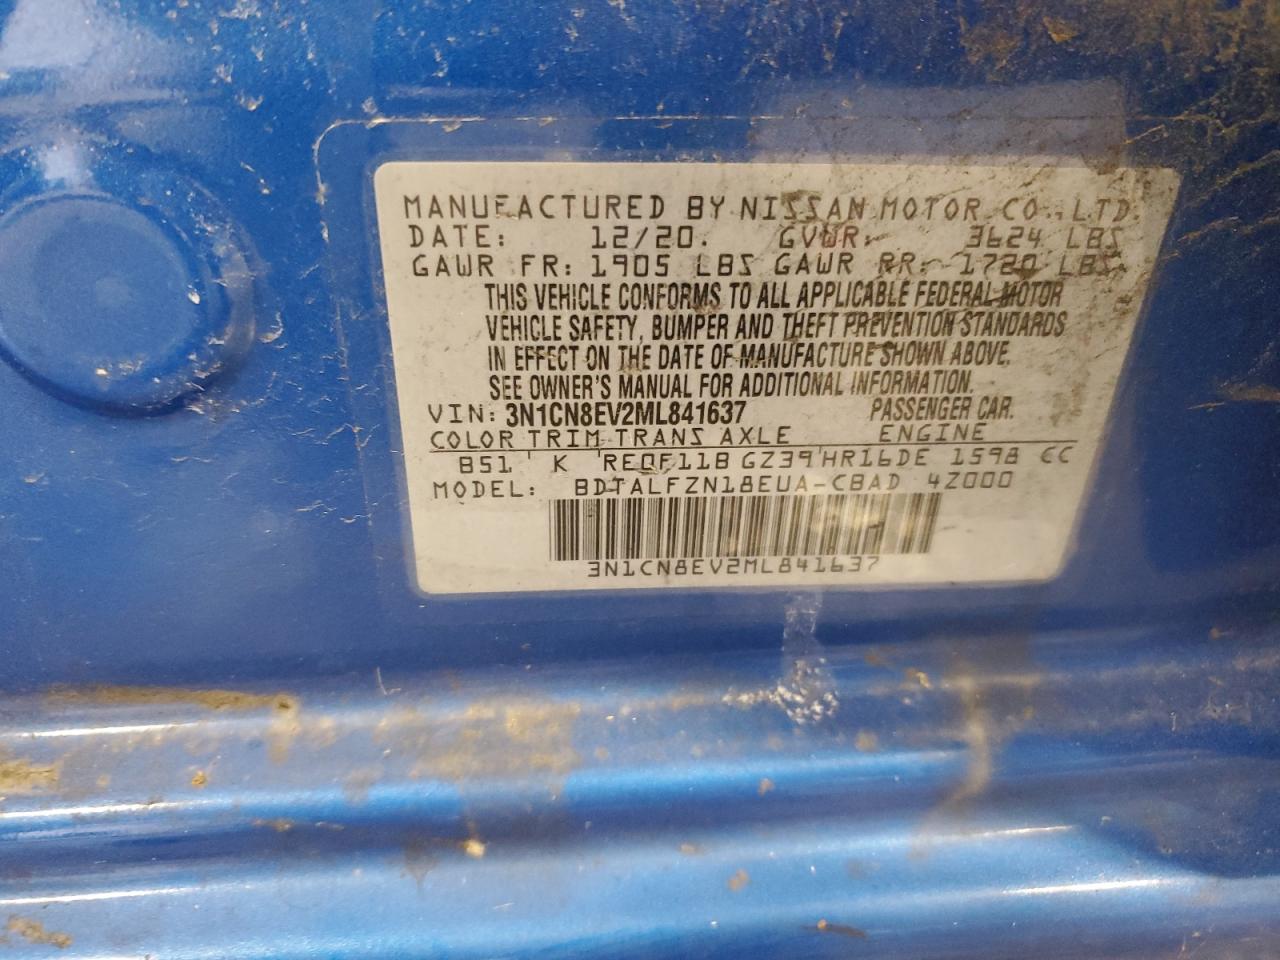 MANUFACTURED BY NISSAN MOTOR CO., LTD.
DATE: 12/20. GVWR: 3624 LBS
GAWR FR: 1905 LBS GAWR RR: 1720 LBS
THIS VEHICLE CONFORMS TO ALL APPLICABLE FEDERAL MOTOR
VEHICLE SAFETY, BUMPER AND THEFT PREVENTION STANDARDS
IN EFFECT ON THE DATE OF MANUFACTURE SHOWN ABOVE.
SEE OWNER'S MANUAL FOR ADDITIONAL INFORMATION.
VIN: 3N1CN8EV2ML841637 PASSENGER CAR.
COLOR TRIM TRANS AXLE ENGINE
B51 K RE0F11B GZ39 HR16DE 1598 CC
MODEL: BDTALFZN18EUA-CBAD 4Z000
3N1CN8EV2ML841637